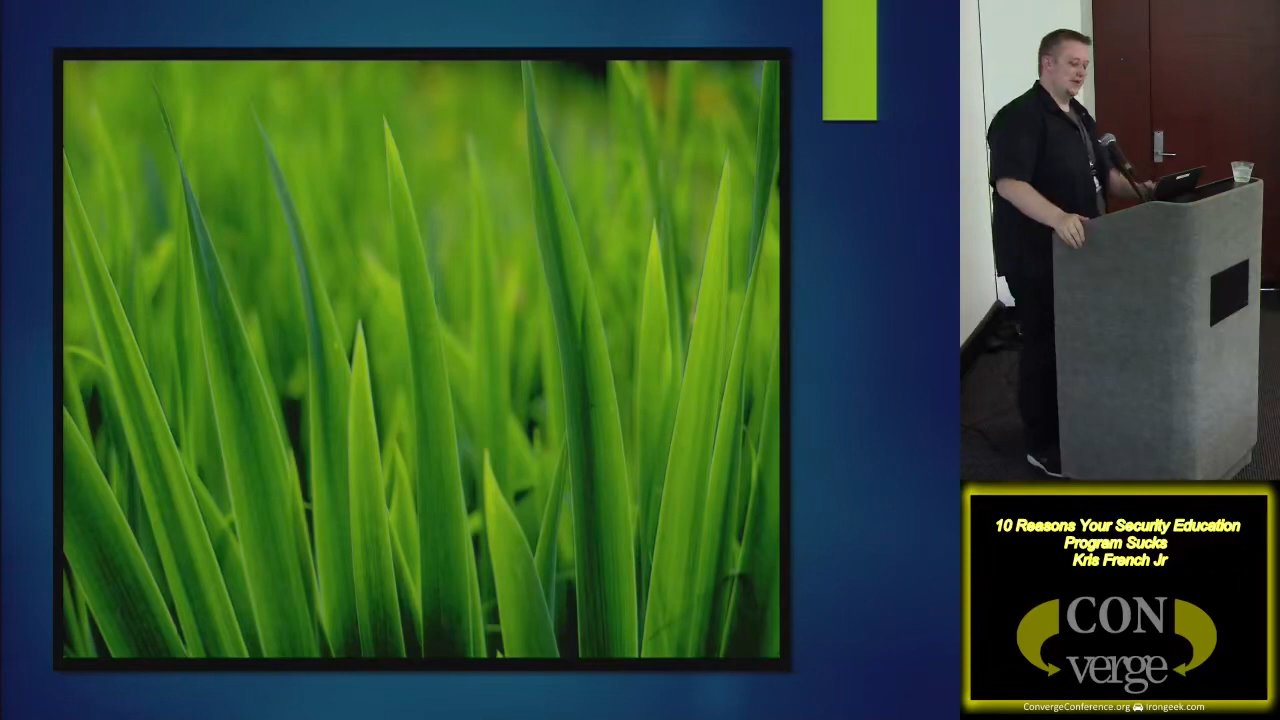 10 Reasons Your Security Education
Program Sucks
Kris French Jr
CON
verge
ConvergeConference.org Irongeek.com